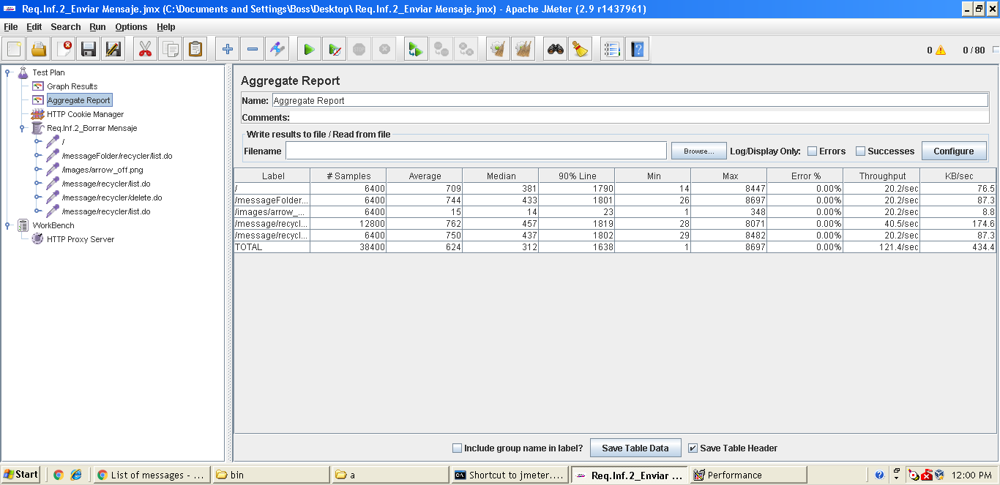 Req.Inf.2_Enviar Mensaje.jmx (C:\Documents and Settings\Boss\Desktop\ Req.Inf.2_Enviar Mensaje.jmx) - Apache JMeter (2.9 r1437961)
File Edit Search Run Options Help
0 0 / 80
Test Plan
Graph Results
Aggregate Report
HTTP Cookie Manager
Req.Inf.2_Borrar Mensaje
/
/messageFolder/recycler/list.do
/images/arrow_off.png
/message/recycler/list.do
/message/recycler/delete.do
/message/recycler/list.do
WorkBench
HTTP Proxy Server
Aggregate Report
Name: Aggregate Report
Comments:
Write results to file / Read from file
Filename Browse... Log/Display Only: Errors Successes Configure
Label # Samples Average Median 90% Line Min Max Error % Throughput KB/sec
/ 6400 709 381 1790 14 8447 0.00% 20.2/sec 76.5
/messageFolder... 6400 744 433 1801 26 8697 0.00% 20.2/sec 87.3
/images/arrow_... 6400 15 14 23 1 348 0.00% 20.2/sec 8.8
/message/recycl... 12800 762 457 1819 28 8071 0.00% 40.5/sec 174.6
/message/recycl... 6400 750 437 1802 29 8482 0.00% 20.2/sec 87.3
TOTAL 38400 624 312 1638 1 8697 0.00% 121.4/sec 434.4
Include group name in label? Save Table Data Save Table Header
Start List of messages - ... bin a Shortcut to jmeter.... Req.Inf.2_Enviar ... Performance 12:00 PM